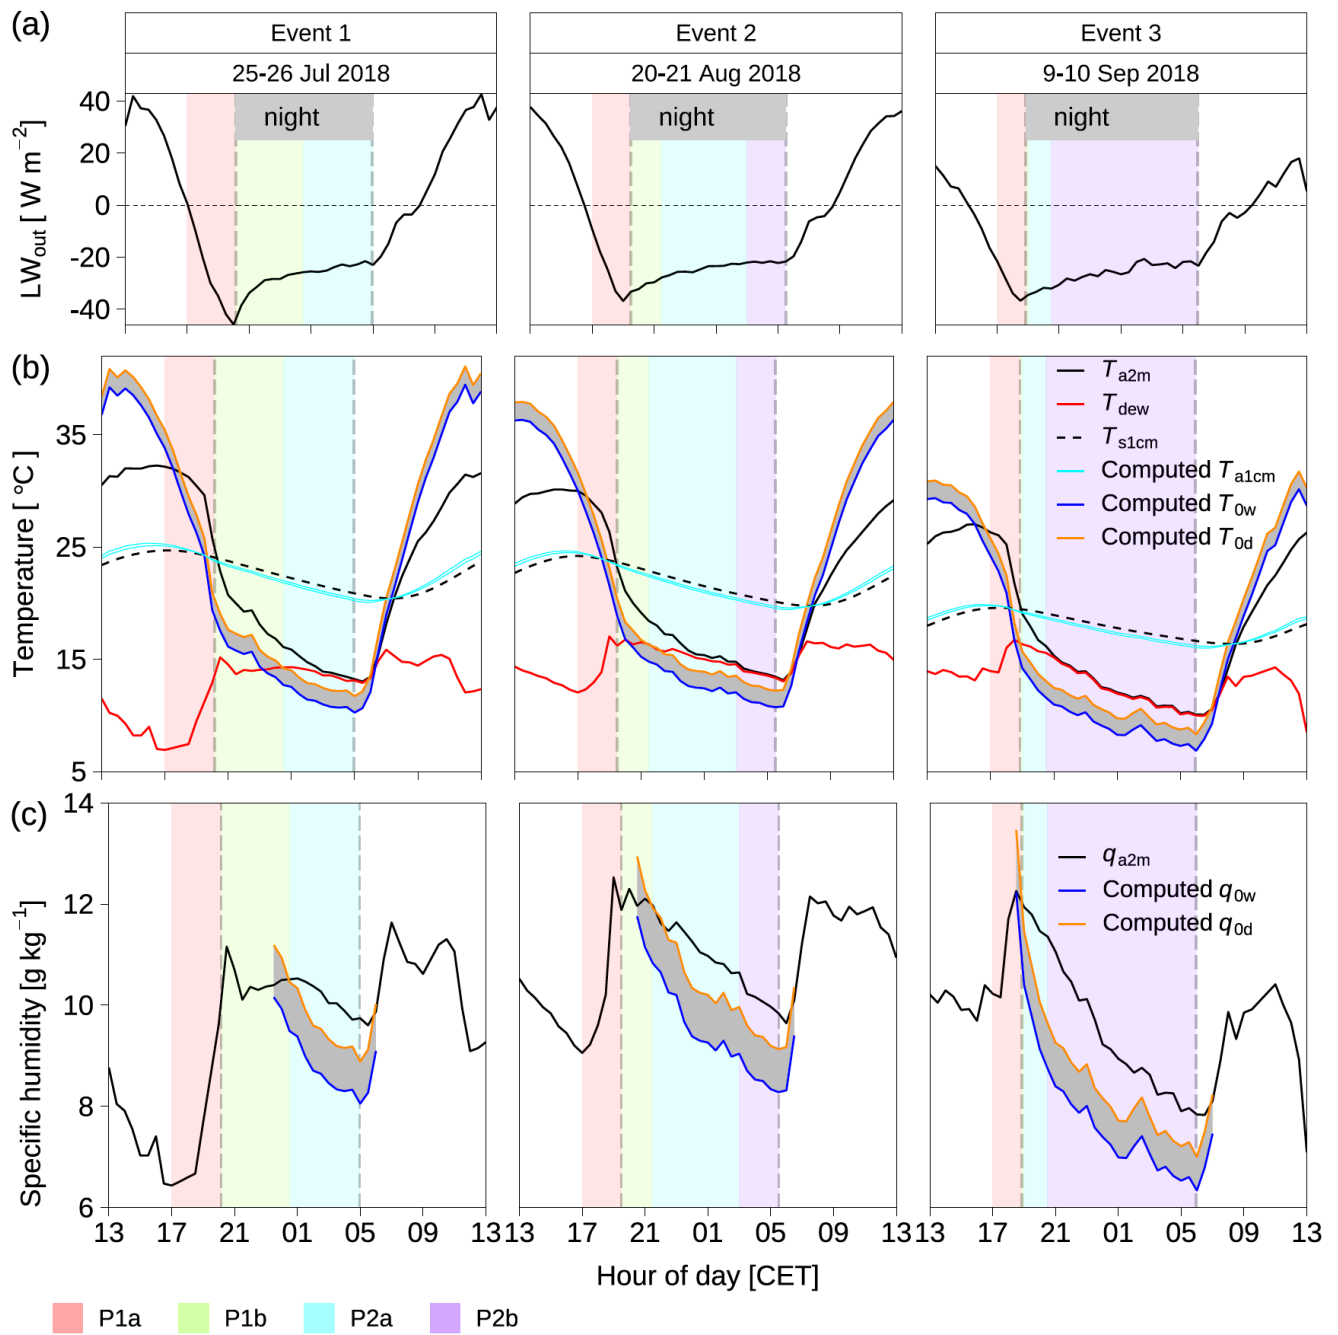 (a)
Event 1
Event 2
Event 3
25-26 Jul 2018
20-21 Aug 2018
9-10 Sep 2018
night
night
night
LWout [ W m−2]
40
20
0
-20
-40
(b)
Temperature [ °C]
35
25
15
5
Ta2m
Tdew
Ts1cm
Computed Ta1cm
Computed T0w
Computed T0d
(c)
Specific humidity [g kg−1]
14
12
10
8
6
qa2m
Computed q0w
Computed q0d
13 17 21 01 05 09 13
13 17 21 01 05 09 13
13 17 21 01 05 09 13
Hour of day [CET]
P1a P1b P2a P2b